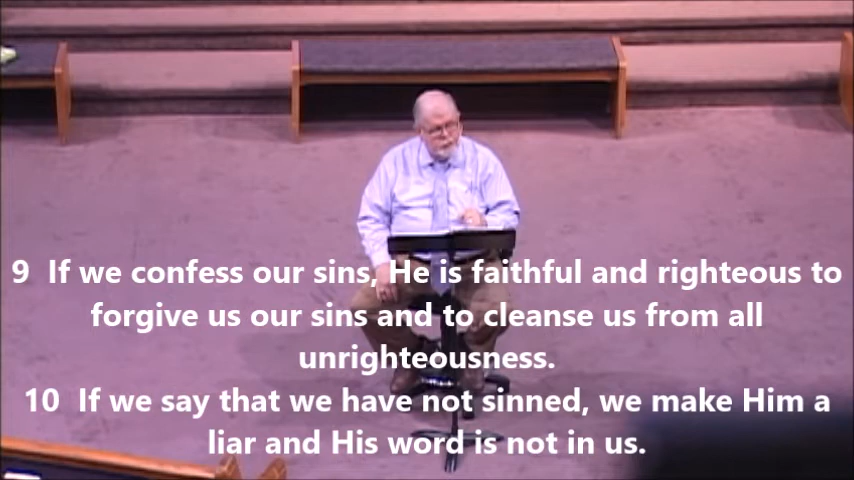 9 If we confess our sins, He is faithful and righteous to
forgive us our sins and to cleanse us from all
unrighteousness.
10 If we say that we have not sinned, we make Him a
liar and His word is not in us.